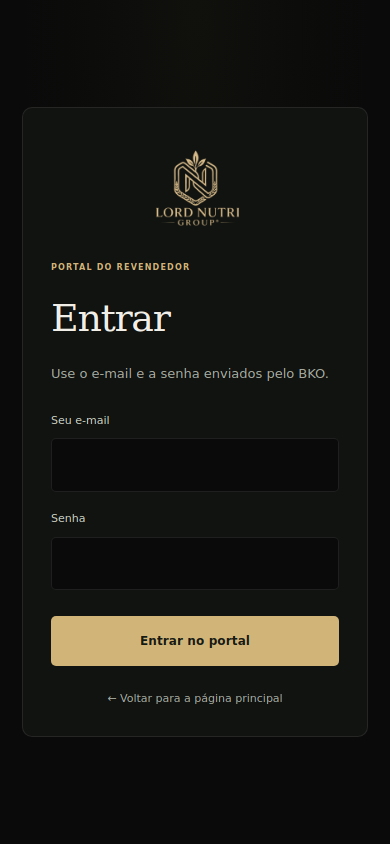 LORD NUTRI
GROUP®
PORTAL DO REVENDEDOR
Entrar
Use o e-mail e a senha enviados pelo BKO.
Seu e-mail
Senha
Entrar no portal
← Voltar para a página principal